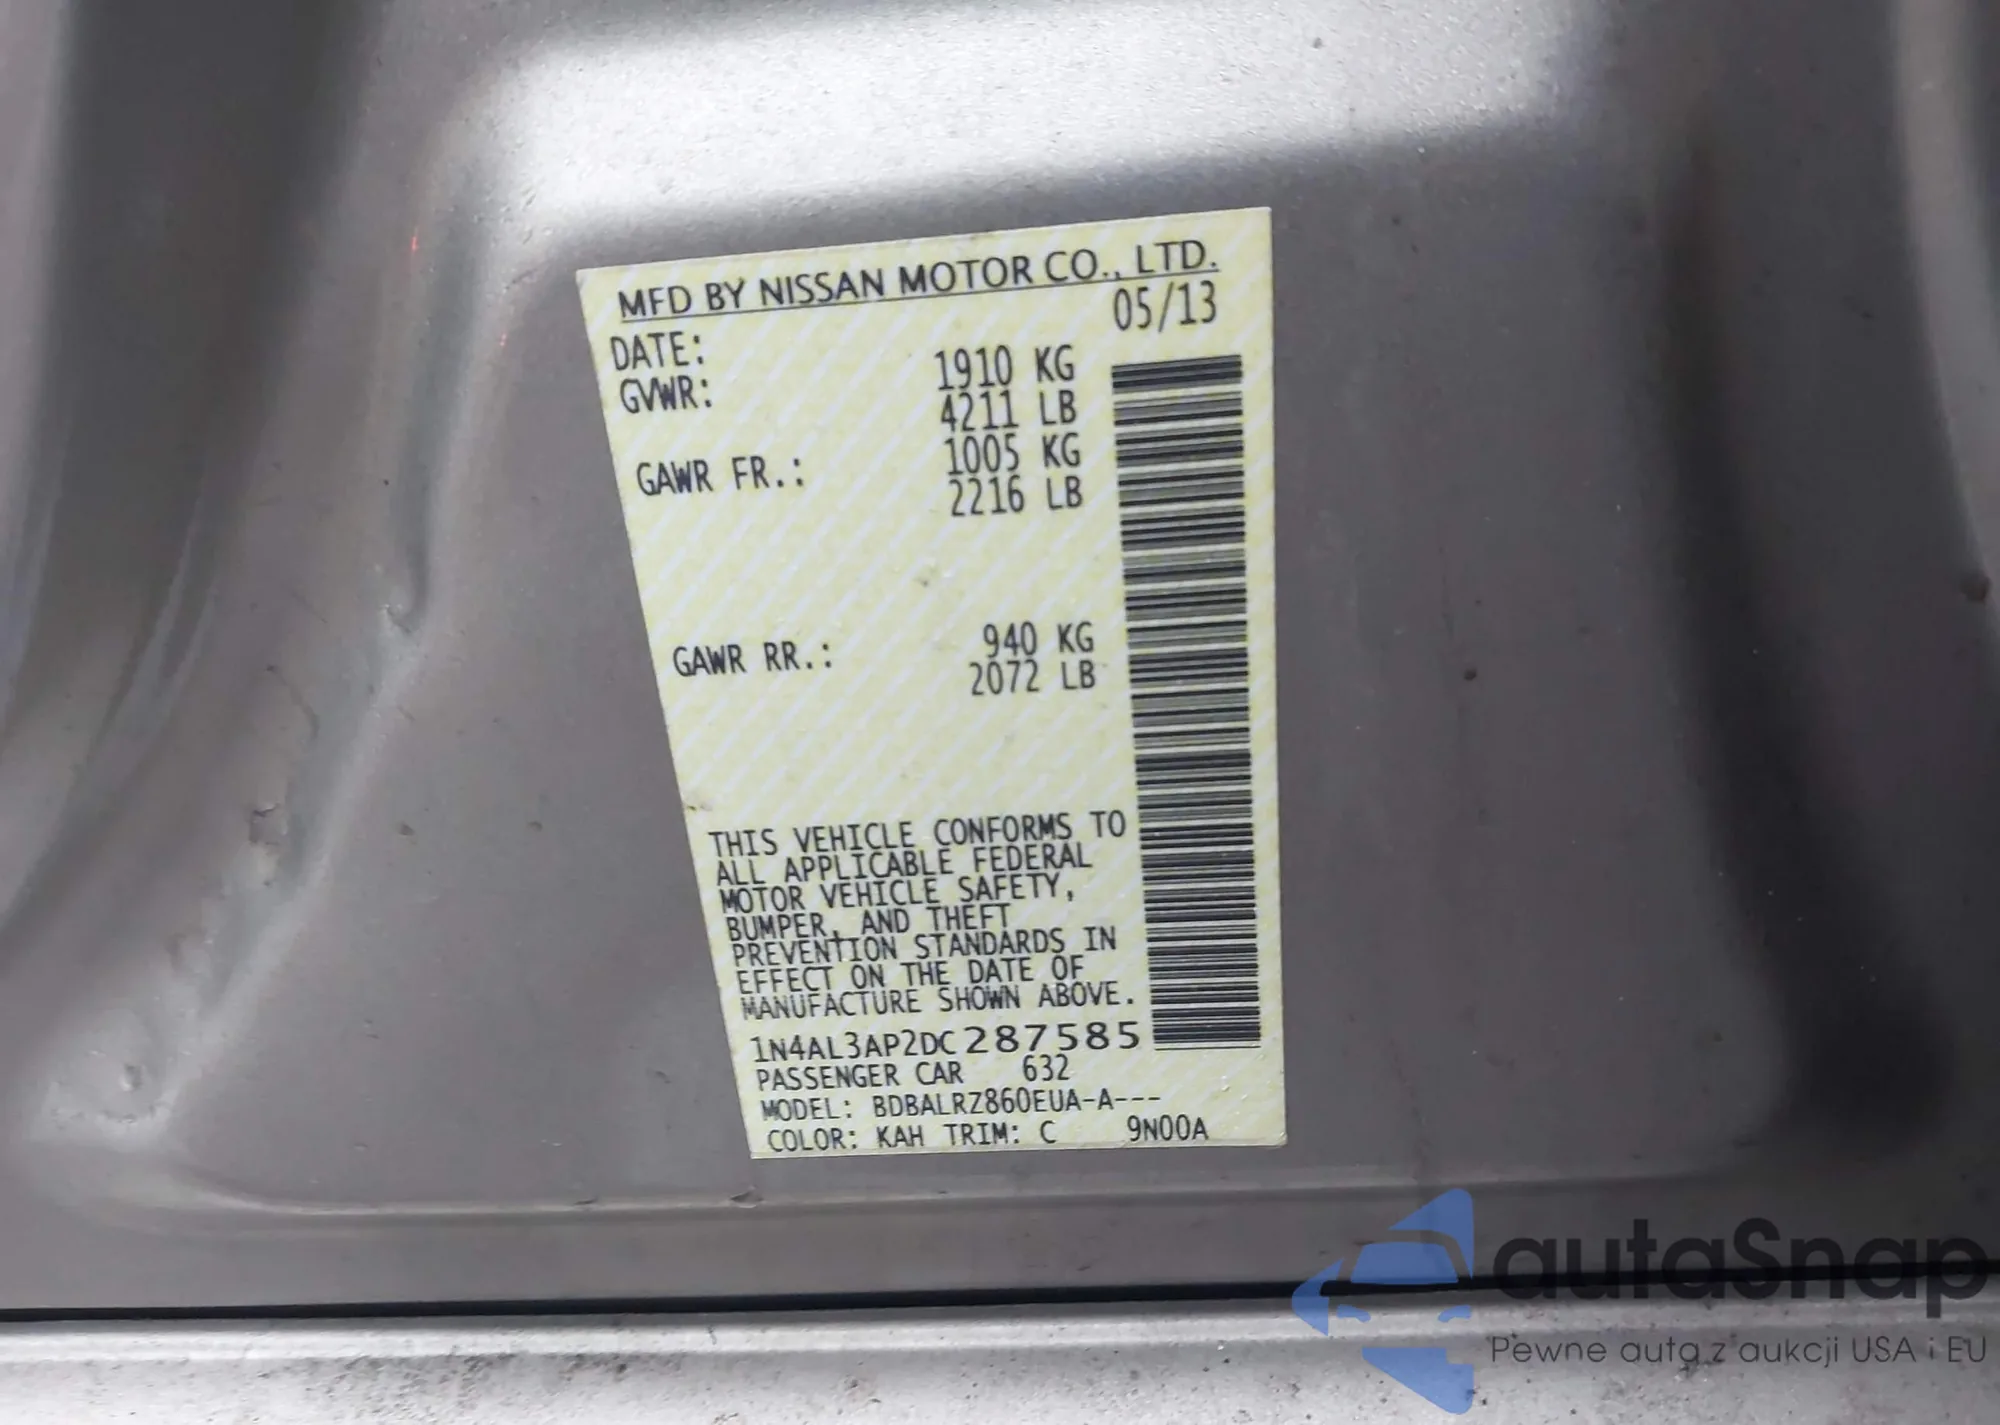 MFD BY NISSAN MOTOR CO., LTD.
DATE: 05/13
GVWR: 1910 KG
4211 LB
GAWR FR.: 1005 KG
2216 LB
GAWR RR.: 940 KG
2072 LB
THIS VEHICLE CONFORMS TO
ALL APPLICABLE FEDERAL
MOTOR VEHICLE SAFETY,
BUMPER, AND THEFT
PREVENTION STANDARDS IN
EFFECT ON THE DATE OF
MANUFACTURE SHOWN ABOVE.
1N4AL3AP2DC287585
PASSENGER CAR 632
MODEL: BDBALRZ860EUA-A---
COLOR: KAH TRIM: C 9N00A
autaSnap
Pewne auta z aukcji USA i EU